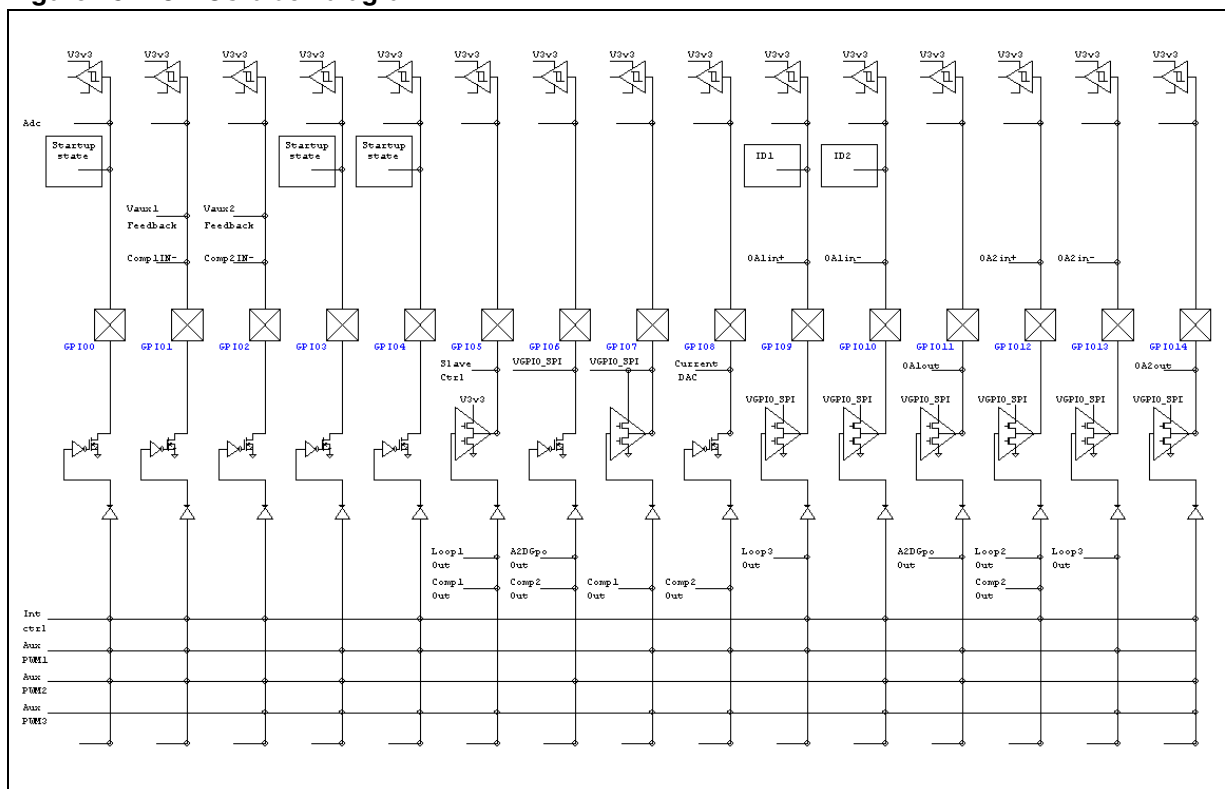 V3v3 V3v3 V3v3 V3v3 V3v3 V3v3 V3v3 V3v3 V3v3 V3v3 V3v3 V3v3 V3v3 V3v3 V3v3
Adc
Startup Startup Startup ID1 ID2
state state state
Vaux1 Vaux2
Feedback Feedback
Comp1IN- Comp2IN- OA1in+ OA1in- OA2in+ OA2in-
GPIO0 GPIO1 GPIO2 GPIO3 GPIO4 GPIO5 GPIO6 GPIO7 GPIO8 GPIO9 GPIO10 GPIO11 GPIO12 GPIO13 GPIO14
Slave VGPIO_SPI VGPIO_SPI Current OA1out OA2out
Ctrl DAC
V3v3 VGPIO_SPI VGPIO_SPI VGPIO_SPI VGPIO_SPI VGPIO_SPI VGPIO_SPI
Loop1 A2DGpo Loop3 A2DGpo Loop2 Loop3
Out Out Out Out Out Out
Comp1 Comp2 Comp1 Comp2 Comp2
Out Out Out Out Out
Int
ctrl
Aux
PWM1
Aux
PWM2
Aux
PWM3